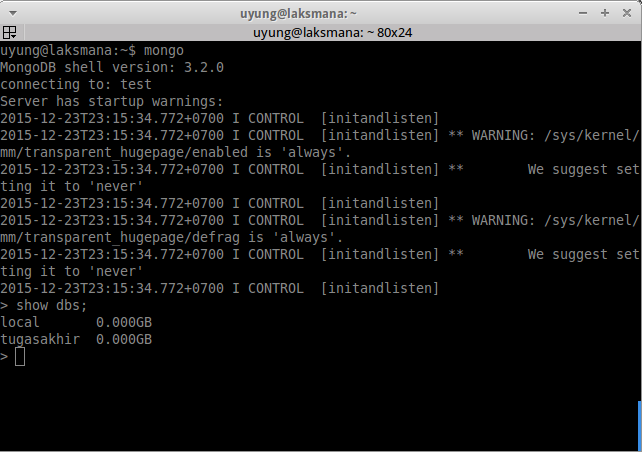 uyung@laksmana: ~
uyung@laksmana: ~ 80x24
uyung@laksmana:~$ mongo
MongoDB shell version: 3.2.0
connecting to: test
Server has startup warnings:
2015-12-23T23:15:34.772+0700 I CONTROL  [initandlisten]
2015-12-23T23:15:34.772+0700 I CONTROL  [initandlisten] ** WARNING: /sys/kernel/
mm/transparent_hugepage/enabled is 'always'.
2015-12-23T23:15:34.772+0700 I CONTROL  [initandlisten] **        We suggest set
ting it to 'never'
2015-12-23T23:15:34.772+0700 I CONTROL  [initandlisten]
2015-12-23T23:15:34.772+0700 I CONTROL  [initandlisten] ** WARNING: /sys/kernel/
mm/transparent_hugepage/defrag is 'always'.
2015-12-23T23:15:34.772+0700 I CONTROL  [initandlisten] **        We suggest set
ting it to 'never'
2015-12-23T23:15:34.772+0700 I CONTROL  [initandlisten]
> show dbs;
local       0.000GB
tugasakhir  0.000GB
>